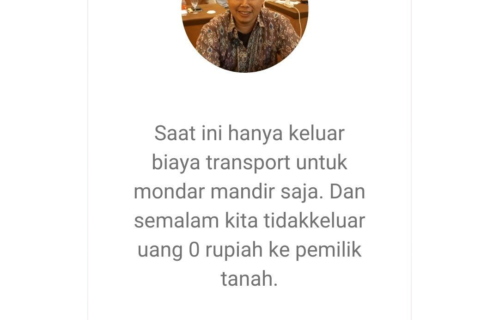 Saat ini hanya keluar
biaya transport untuk
mondar mandir saja. Dan
semalam kita tidakkeluar
uang 0 rupiah ke pemilik
tanah.